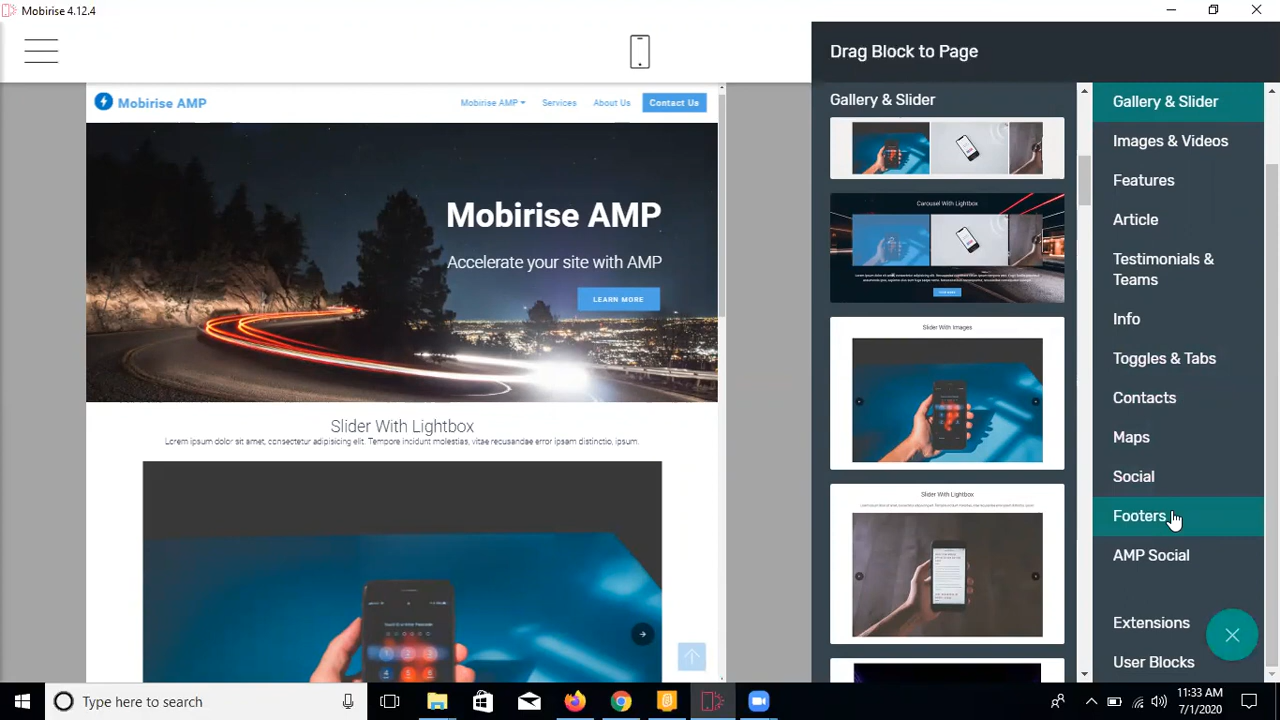 Mobirise 4.12.4
Drag Block to Page
Mobirise AMP
Mobirise AMP
Services
About Us
Contact Us
Mobirise AMP
Accelerate your site with AMP
LEARN MORE
Slider With Lightbox
Lorem ipsum dolor sit amet, consectetur adipisicing elit. Tempore incidunt molestias, vitae recusandae error ipsam distinctio, ipsum.
Gallery & Slider
Carousel With Lightbox
Slider With Images
Slider With Lightbox
Gallery & Slider
Images & Videos
Features
Article
Testimonials &
Teams
Info
Toggles & Tabs
Contacts
Maps
Social
Footers
AMP Social
Extensions
User Blocks
Type here to search
11:33 AM
7/1/2020